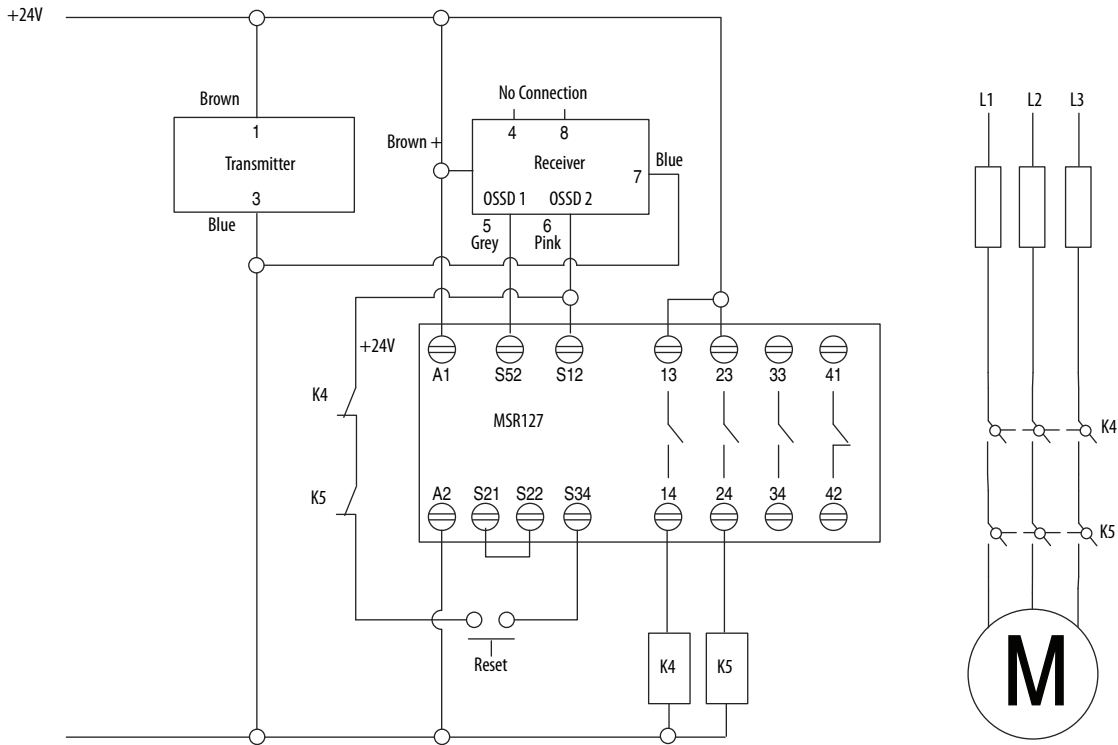 +24V
Brown
1
Transmitter
3
Blue
No Connection
4 8
Brown +
Receiver
7
Blue
OSSD 1 OSSD 2
5 6
Grey Pink
+24V
K4
K5
A1 S52 S12 13 23 33 41
MSR127
A2 S21 S22 S34 14 24 34 42
Reset
K4 K5
L1 L2 L3
K4
K5
M